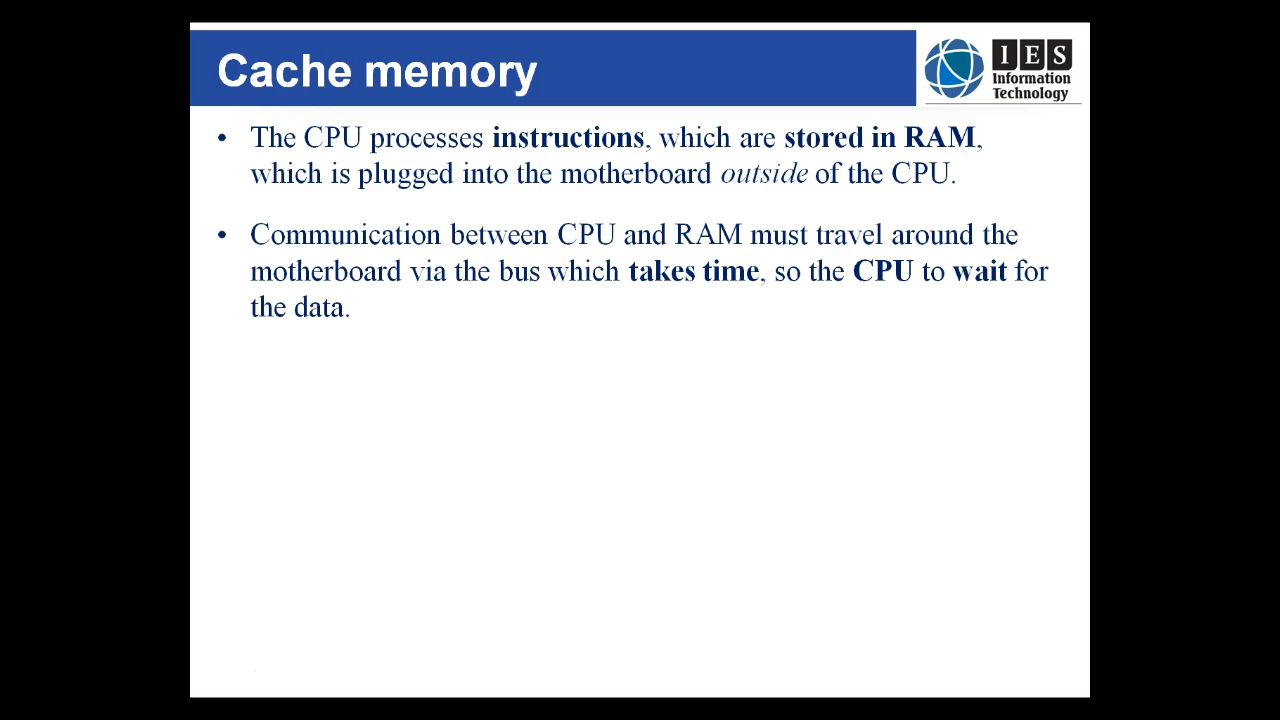 Cache memory
IES
Information
Technology
• The CPU processes instructions, which are stored in RAM,
which is plugged into the motherboard outside of the CPU.
• Communication between CPU and RAM must travel around the
motherboard via the bus which takes time, so the CPU to wait for
the data.